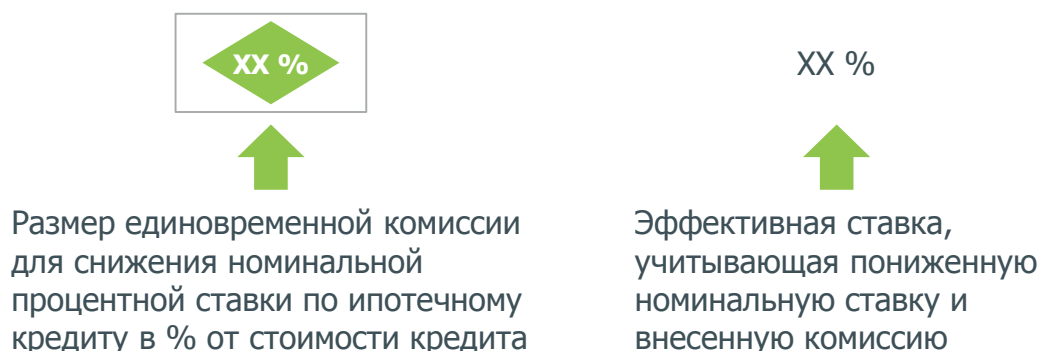 XX %
XX %
Размер единовременной комиссии
для снижения номинальной
процентной ставки по ипотечному
кредиту в % от стоимости кредита
Эффективная ставка,
учитывающая пониженную
номинальную ставку и
внесенную комиссию